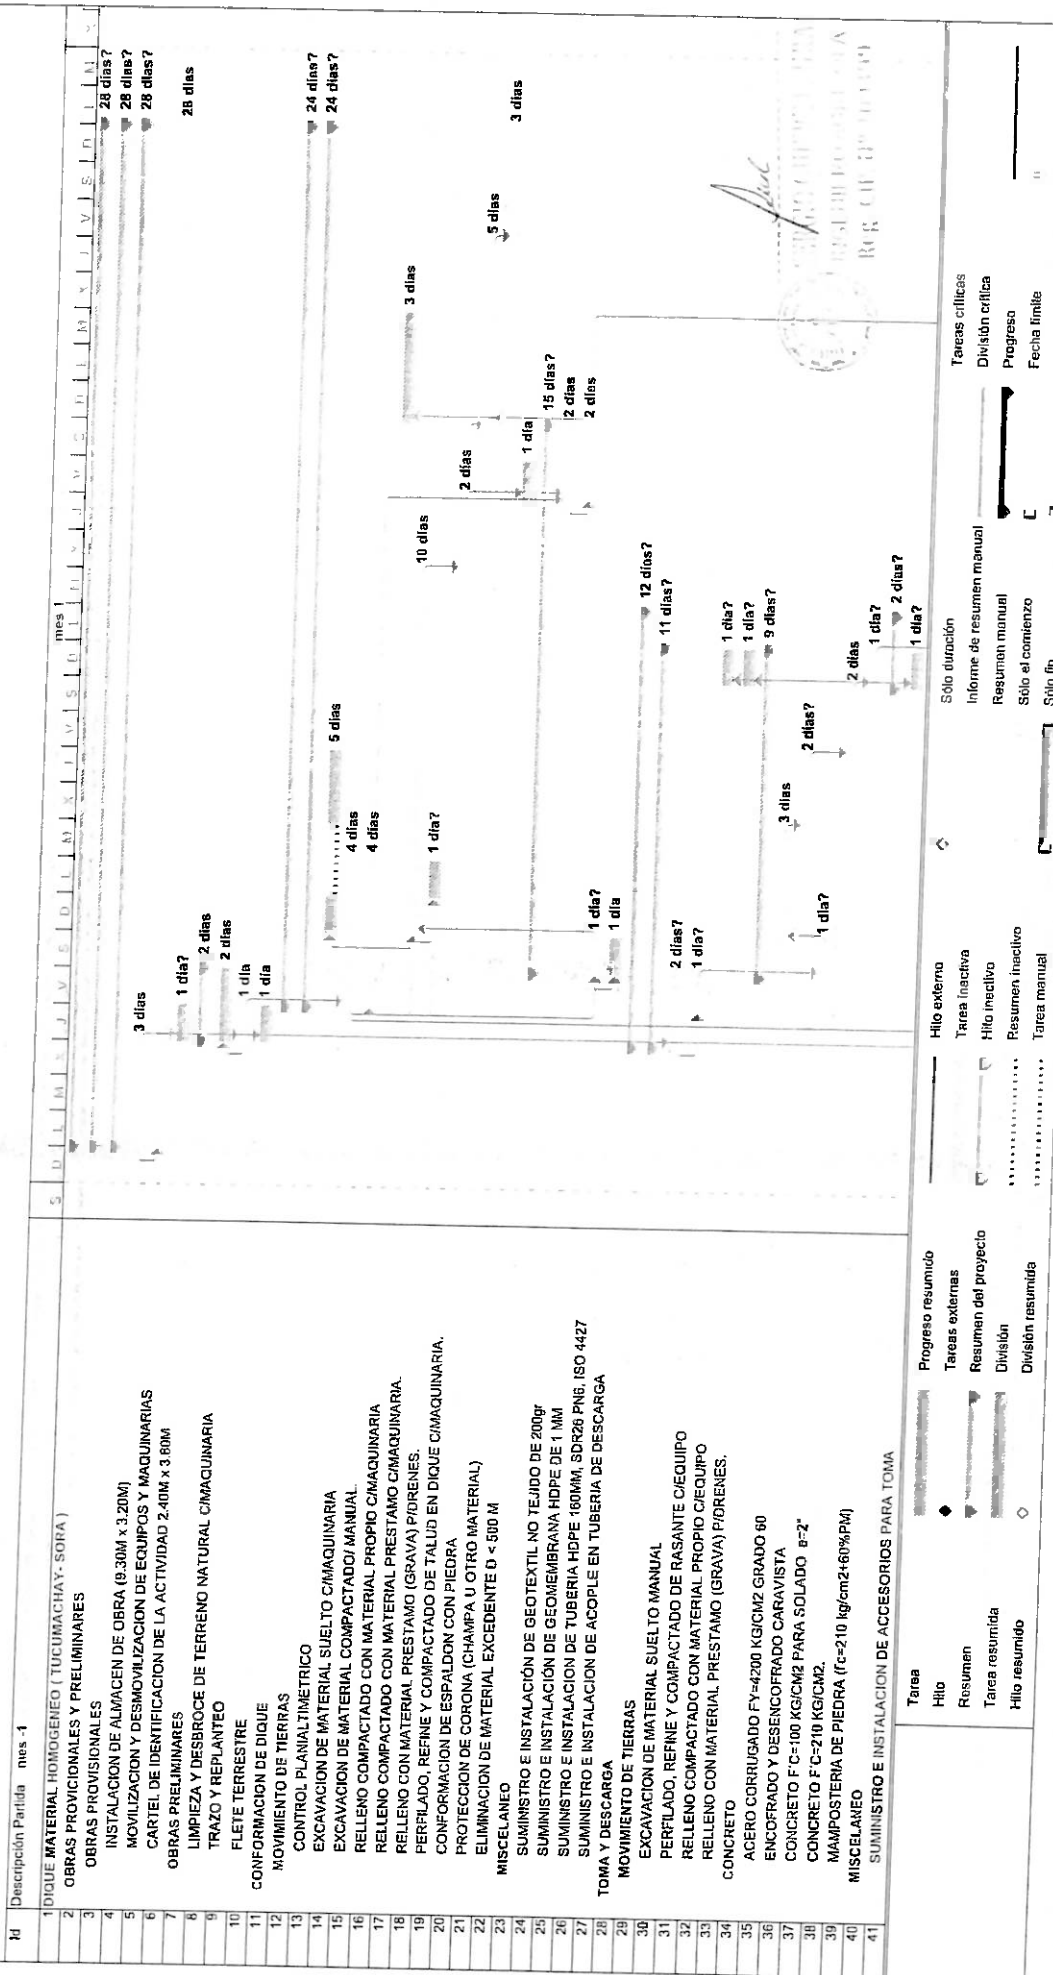 Id Descripción Partida mes -1
mes 1
S D L M X J V S D L M X J V S D L M X J V S D L M X J V S D L M
1 DIQUE MATERIAL HOMOGENEO ( TUCUMACHAY- SORA )
2 OBRAS PROVICIONALES Y PRELIMINARES
3 OBRAS PROVISIONALES
4 INSTALACION DE ALMACEN DE OBRA (9.30M x 3.20M)
5 MOVILIZACION Y DESMOVILIZACION DE EQUIPOS Y MAQUINARIAS
6 CARTEL DE IDENTIFICACION DE LA ACTIVIDAD 2.40M x 3.60M
7 OBRAS PRELIMINARES
8 LIMPIEZA Y DESBROCE DE TERRENO NATURAL C/MAQUINARIA
9 TRAZO Y REPLANTEO
10 FLETE TERRESTRE
11 CONFORMACION DE DIQUE
12 MOVIMIENTO DE TIERRAS
13 CONTROL PLANIALTIMETRICO
14 EXCAVACION DE MATERIAL SUELTO C/MAQUINARIA
15 EXCAVACION DE MATERIAL COMPACTADO/ MANUAL.
16 RELLENO COMPACTADO CON MATERIAL PROPIO C/MAQUINARIA
17 RELLENO COMPACTADO CON MATERIAL PRESTAMO C/MAQUINARIA.
18 RELLENO CON MATERIAL PRESTAMO (GRAVA) P/DRENES.
19 PERFILADO, REFINE Y COMPACTADO DE TALUD EN DIQUE C/MAQUINARIA.
20 CONFORMACION DE ESPALDON CON PIEDRA
21 PROTECCION DE CORONA (CHAMPA U OTRO MATERIAL)
22 ELIMINACION DE MATERIAL EXCEDENTE D < 500 M
23 MISCELANEO
24 SUMINISTRO E INSTALACIÓN DE GEOTEXTIL NO TEJIDO DE 200gr
25 SUMINISTRO E INSTALACIÓN DE GEOMEMBRANA HDPE DE 1 MM
26 SUMINISTRO E INSTALACION DE TUBERIA HDPE 160MM, SDR26 PN6, ISO 4427
27 SUMINISTRO E INSTALACION DE ACOPLE EN TUBERIA DE DESCARGA
28 TOMA Y DESCARGA
29 MOVIMIENTO DE TIERRAS
30 EXCAVACION DE MATERIAL SUELTO MANUAL
31 PERFILADO, REFINE Y COMPACTADO DE RASANTE C/EQUIPO
32 RELLENO COMPACTADO CON MATERIAL PROPIO C/EQUIPO
33 RELLENO CON MATERIAL PRESTAMO (GRAVA) P/DRENES.
34 CONCRETO
35 ACERO CORRUGADO FY=4200 KG/CM2 GRADO 60
36 ENCOFRADO Y DESENCOFRADO CARAVISTA
37 CONCRETO F'C=100 KG/CM2 PARA SOLADO e=2"
38 CONCRETO F'C=210 KG/CM2.
39 MAMPOSTERIA DE PIEDRA (f'c=210 kg/cm2+60%PM)
40 MISCELANEO
41 SUMINISTRO E INSTALACION DE ACCESORIOS PARA TOMA
28 días?
28 días?
28 días?
3 días
28 días
1 día?
2 días
2 días
1 día
1 día
24 días?
24 días?
5 días
4 días
4 días
3 días
10 días
1 día?
2 días
5 días
3 días
1 día
15 días?
2 días
2 días
1 día?
1 día
12 días?
11 días?
2 días?
1 día?
1 día?
1 día?
9 días?
3 días
2 días?
1 día?
2 días
1 día?
2 días?
1 día?
Tarea
Hito
Resumen
Tarea resumida
Hito resumido
Progreso resumido
Tareas externas
Resumen del proyecto
División
División resumida
Hito externo
Tarea inactiva
Hito inactivo
Resumen inactivo
Tarea manual
Sólo duración
Informe de resumen manual
Resumen manual
Sólo el comienzo
Sólo fin
Tareas críticas
División crítica
Progreso
Fecha límite